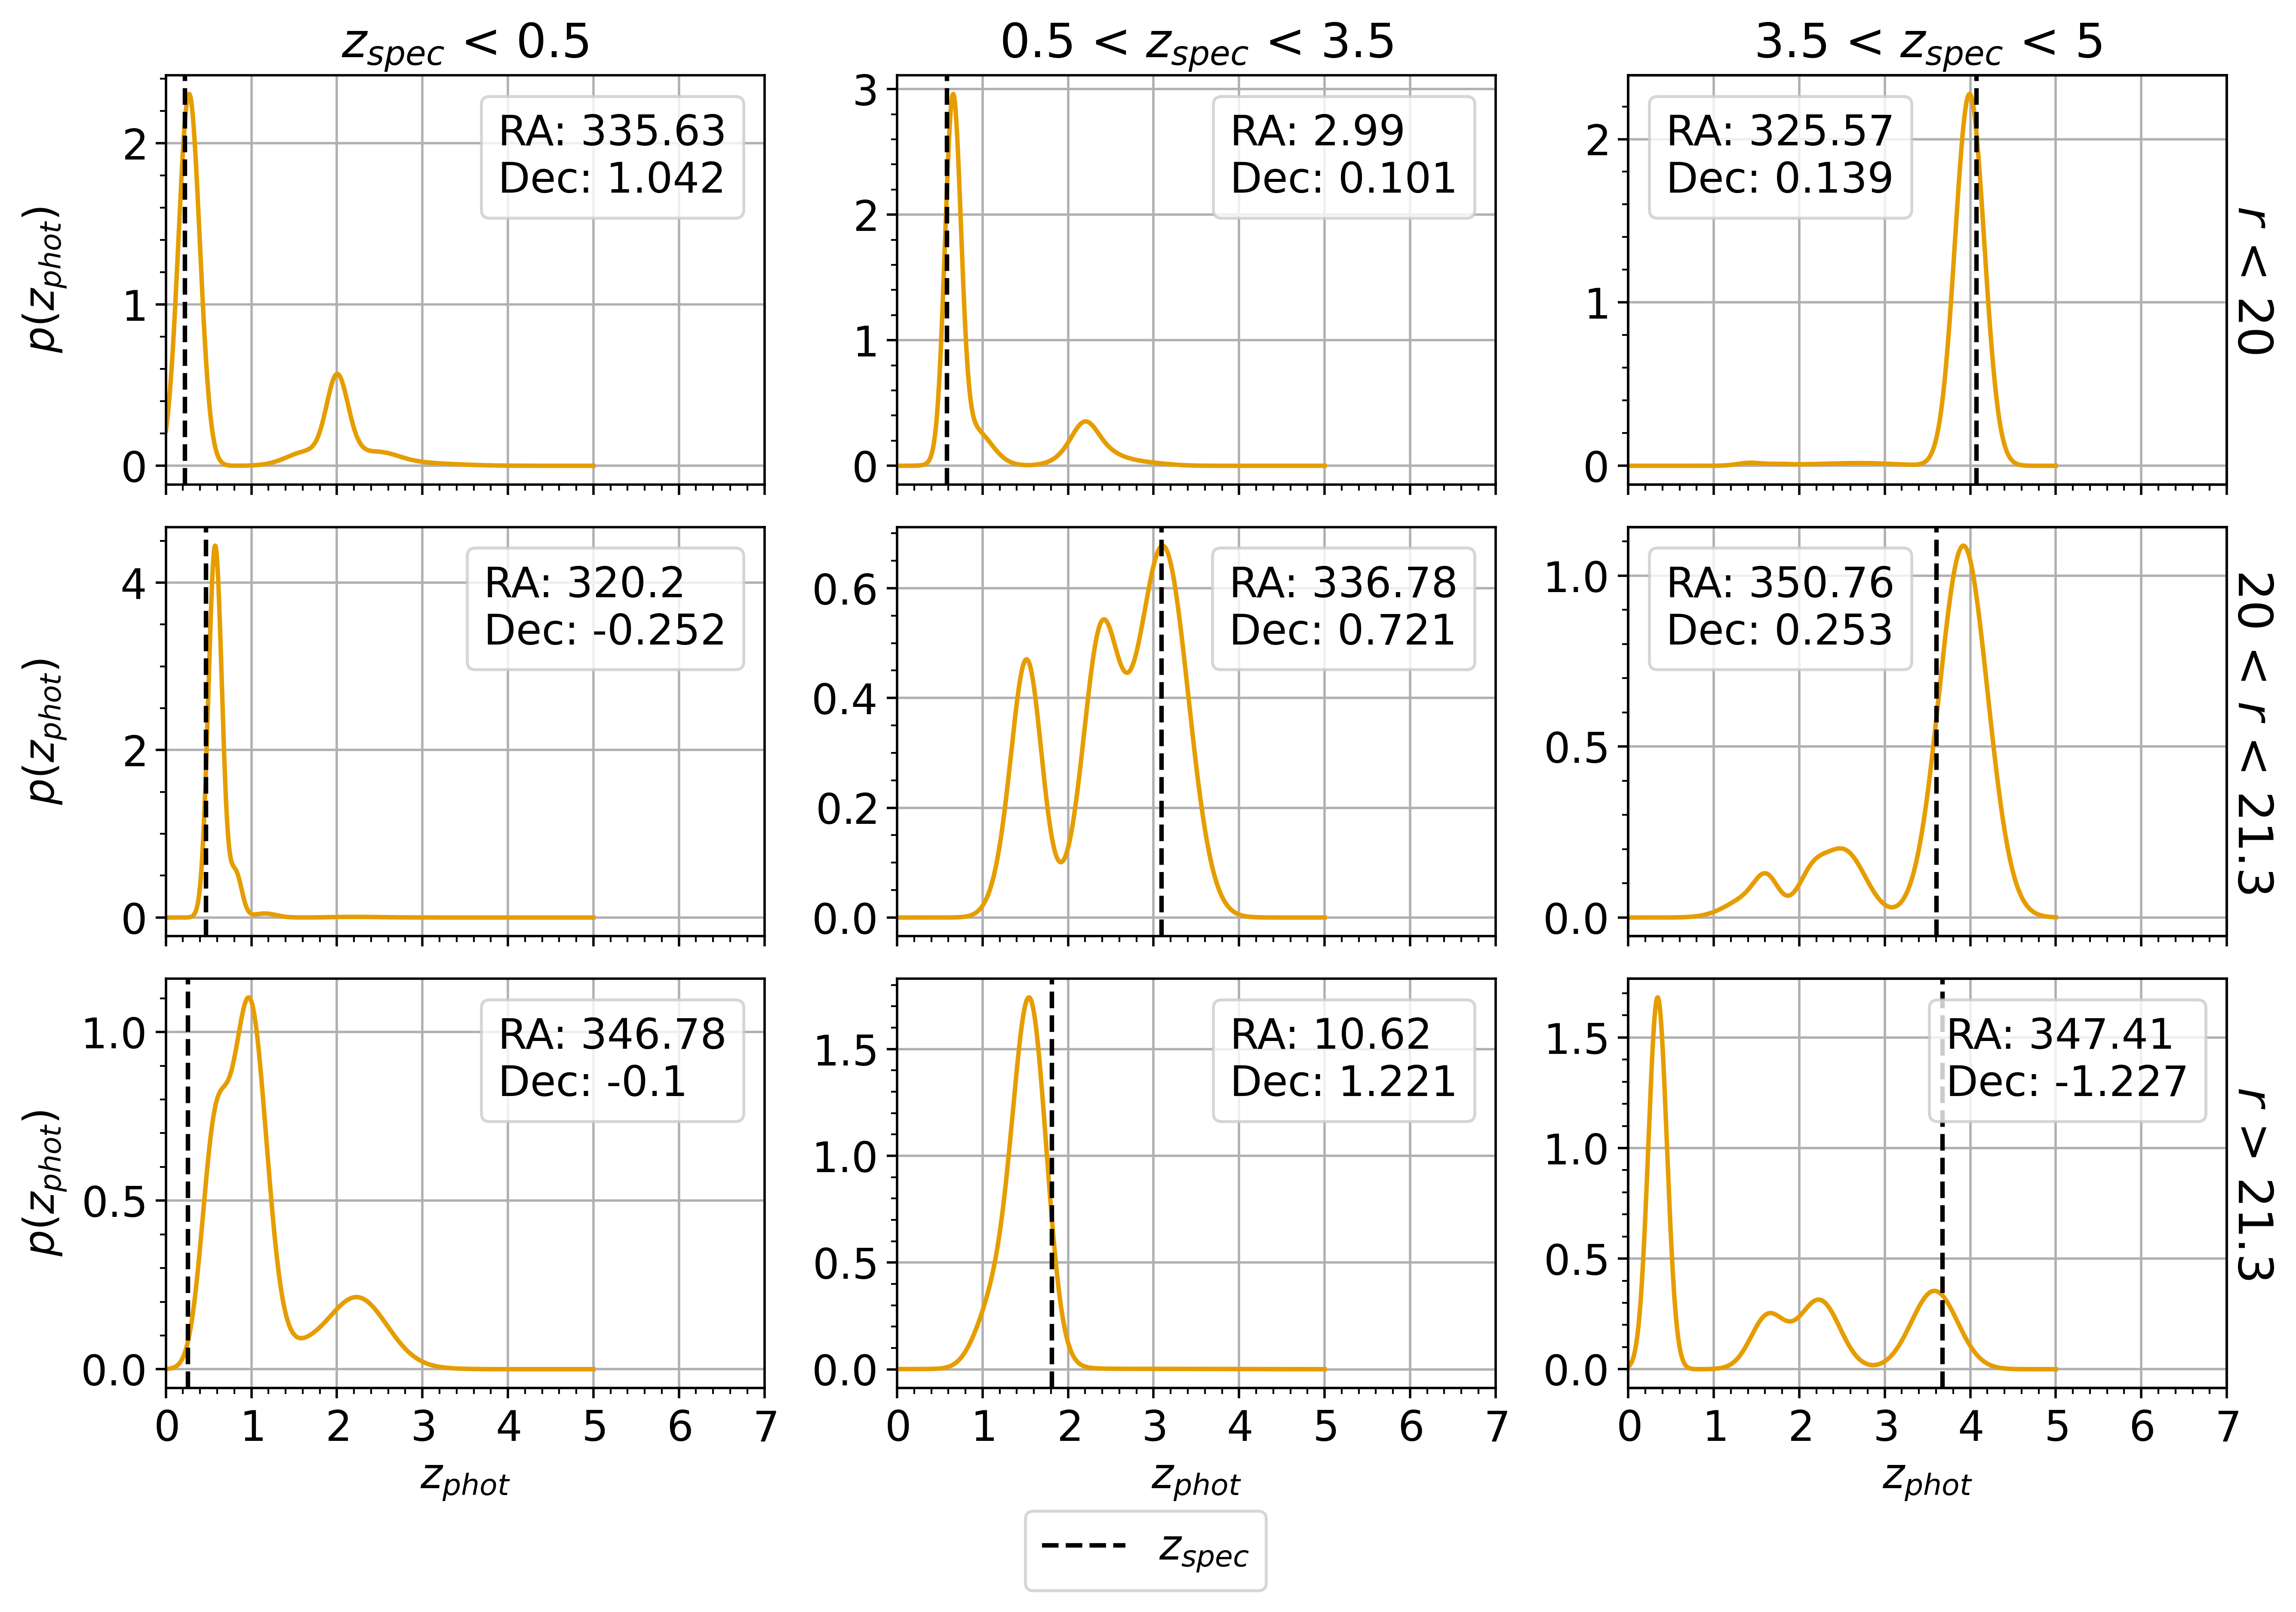 z_spec < 0.5
0.5 < z_spec < 3.5
3.5 < z_spec < 5
p(z_phot)
2
1
0
RA: 335.63
Dec: 1.042
3
2
1
0
RA: 2.99
Dec: 0.101
2
1
0
RA: 325.57
Dec: 0.139
r < 20
p(z_phot)
4
2
0
RA: 320.2
Dec: -0.252
0.6
0.4
0.2
0.0
RA: 336.78
Dec: 0.721
1.0
0.5
0.0
RA: 350.76
Dec: 0.253
20 < r < 21.3
p(z_phot)
1.0
0.5
0.0
RA: 346.78
Dec: -0.1
1.5
1.0
0.5
0.0
RA: 10.62
Dec: 1.221
1.5
1.0
0.5
0.0
RA: 347.41
Dec: -1.227
r > 21.3
0 1 2 3 4 5 6 7
0 1 2 3 4 5 6 7
0 1 2 3 4 5 6 7
z_phot
z_phot
z_phot
z_spec